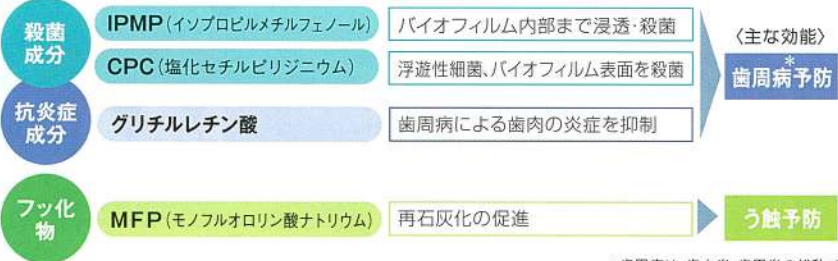 殺菌
成分
IPMP(イソプロピルメチルフェノール)
バイオフィルム内部まで浸透・殺菌
CPC(塩化セチルピリジニウム)
浮遊性細菌、バイオフィルム表面を殺菌
〈主な効能〉
歯周病*予防
抗炎症
成分
グリチルレチン酸
歯周病による歯肉の炎症を抑制
フッ化
物
MFP(モノフルオロリン酸ナトリウム)
再石灰化の促進
う蝕予防